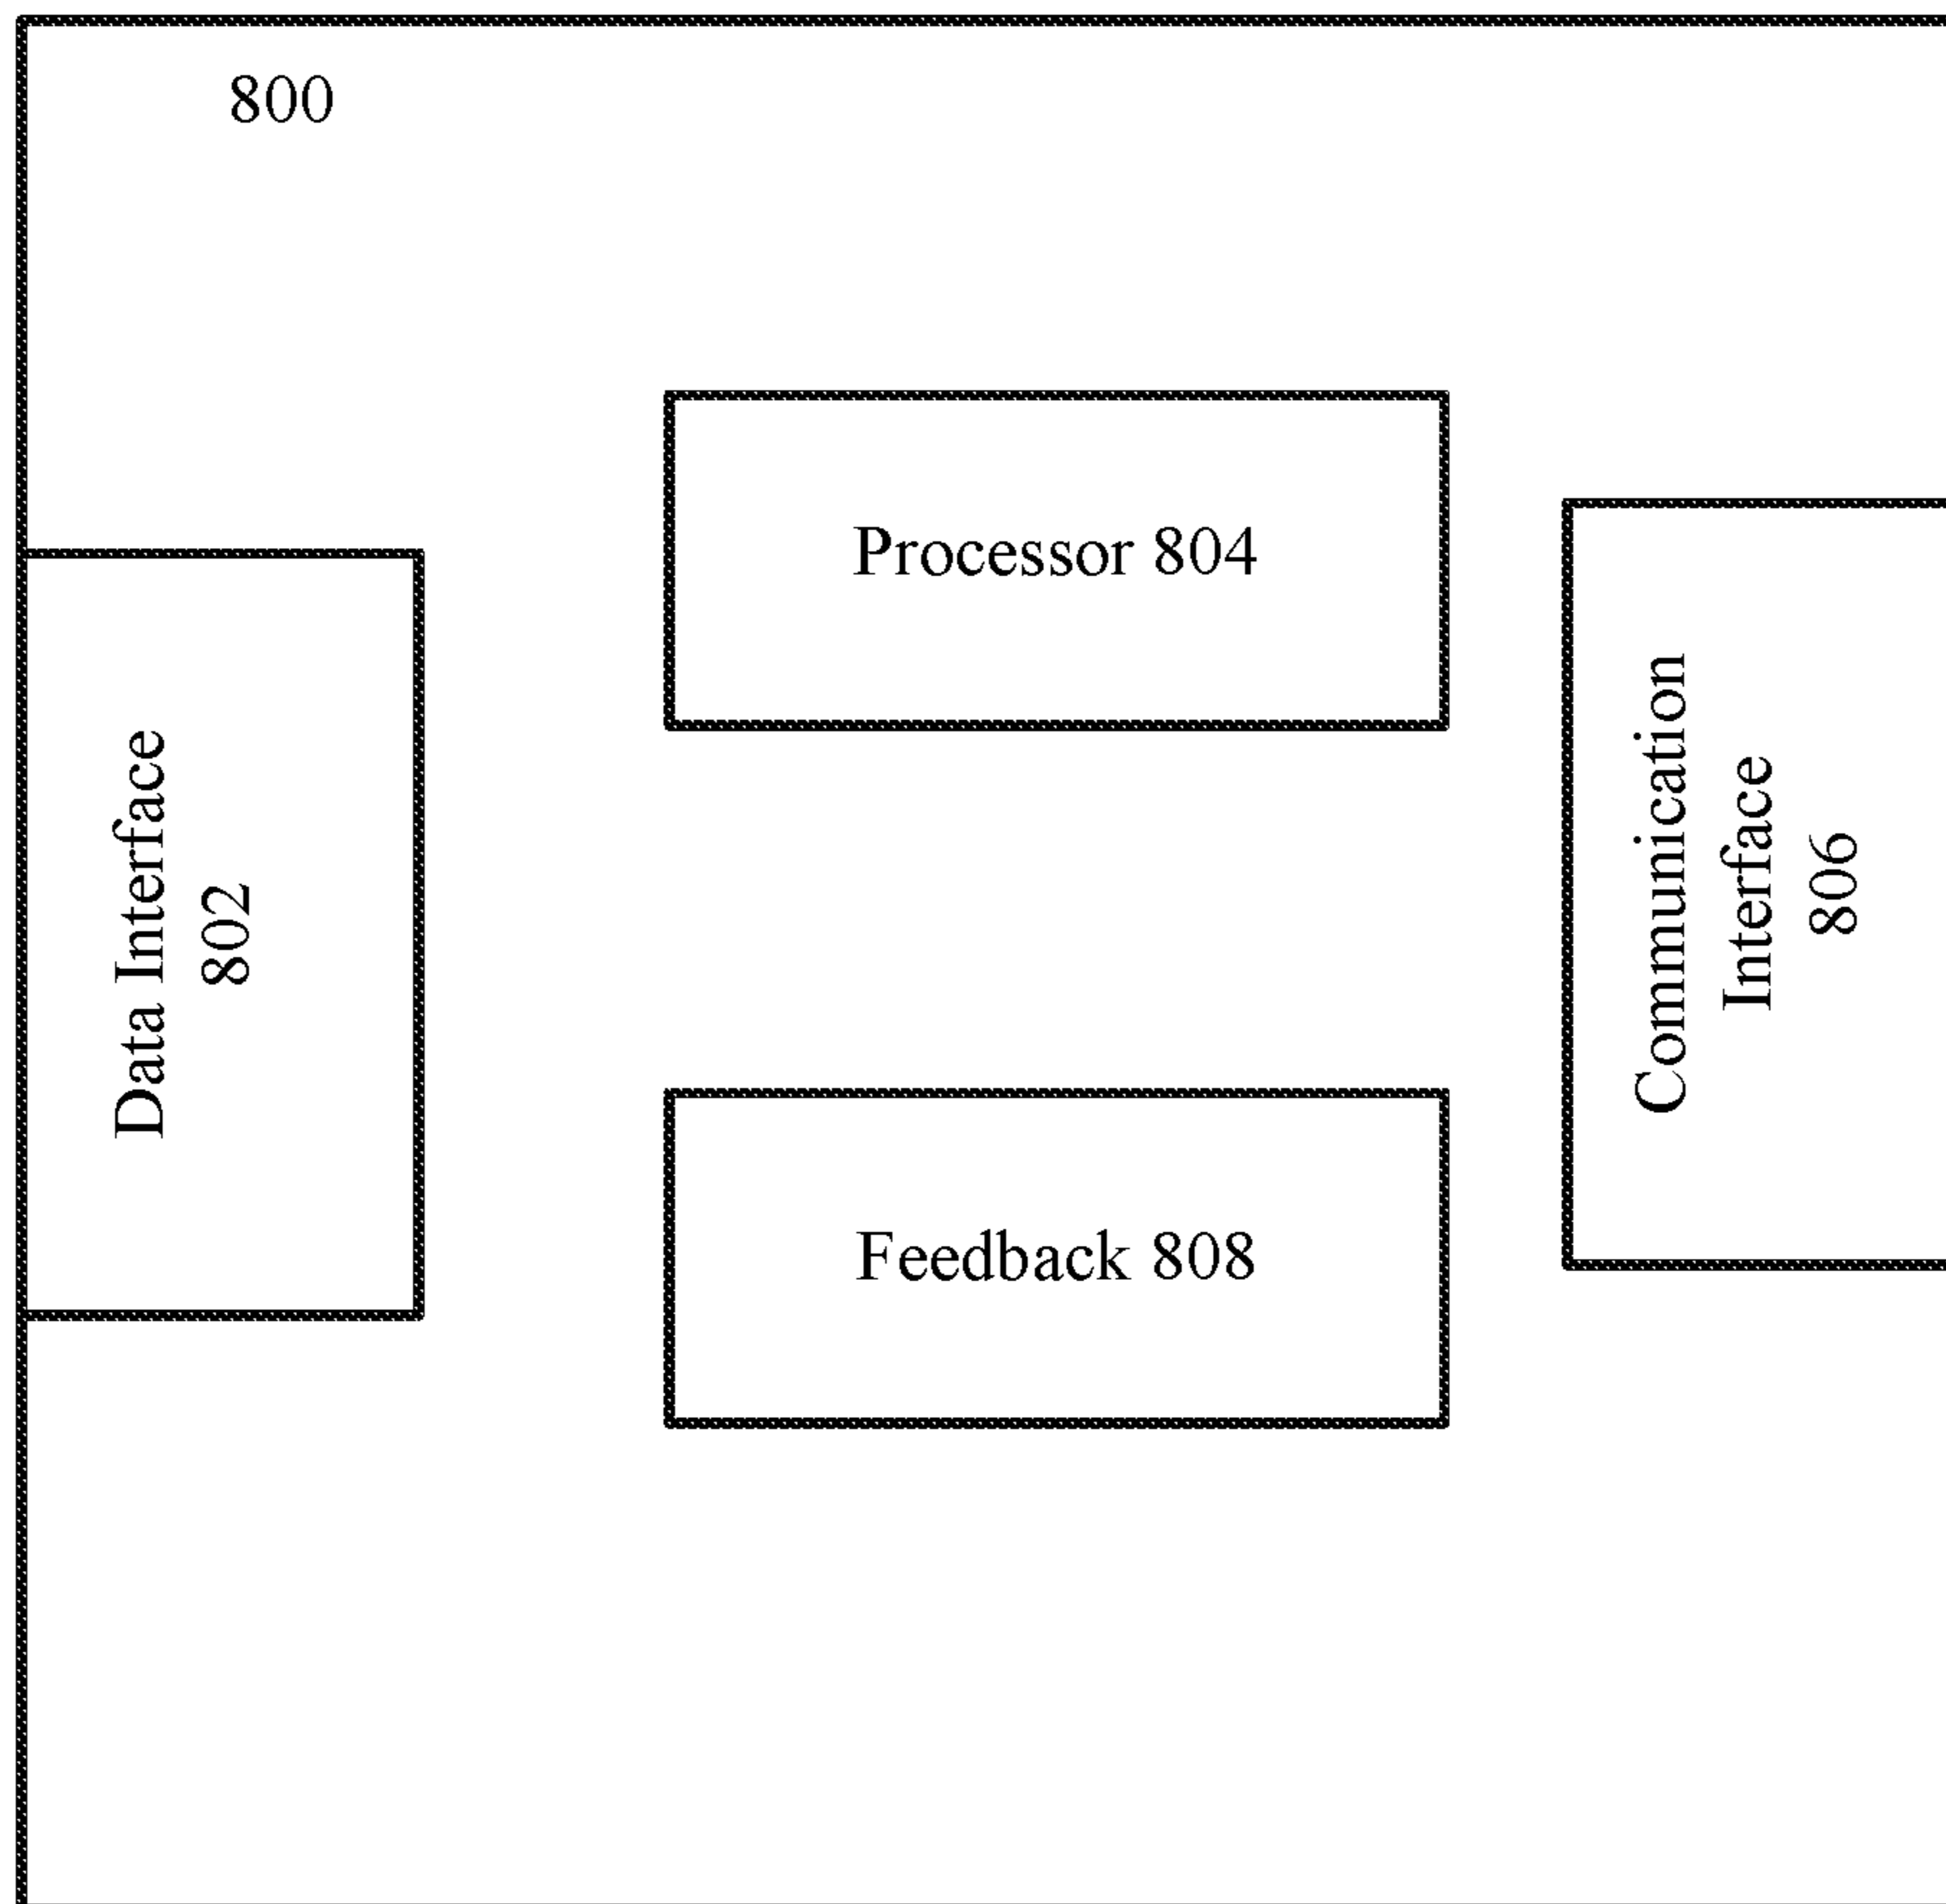 800
Processor 804
Data Interface
802
Communication
Interface
806
Feedback 808